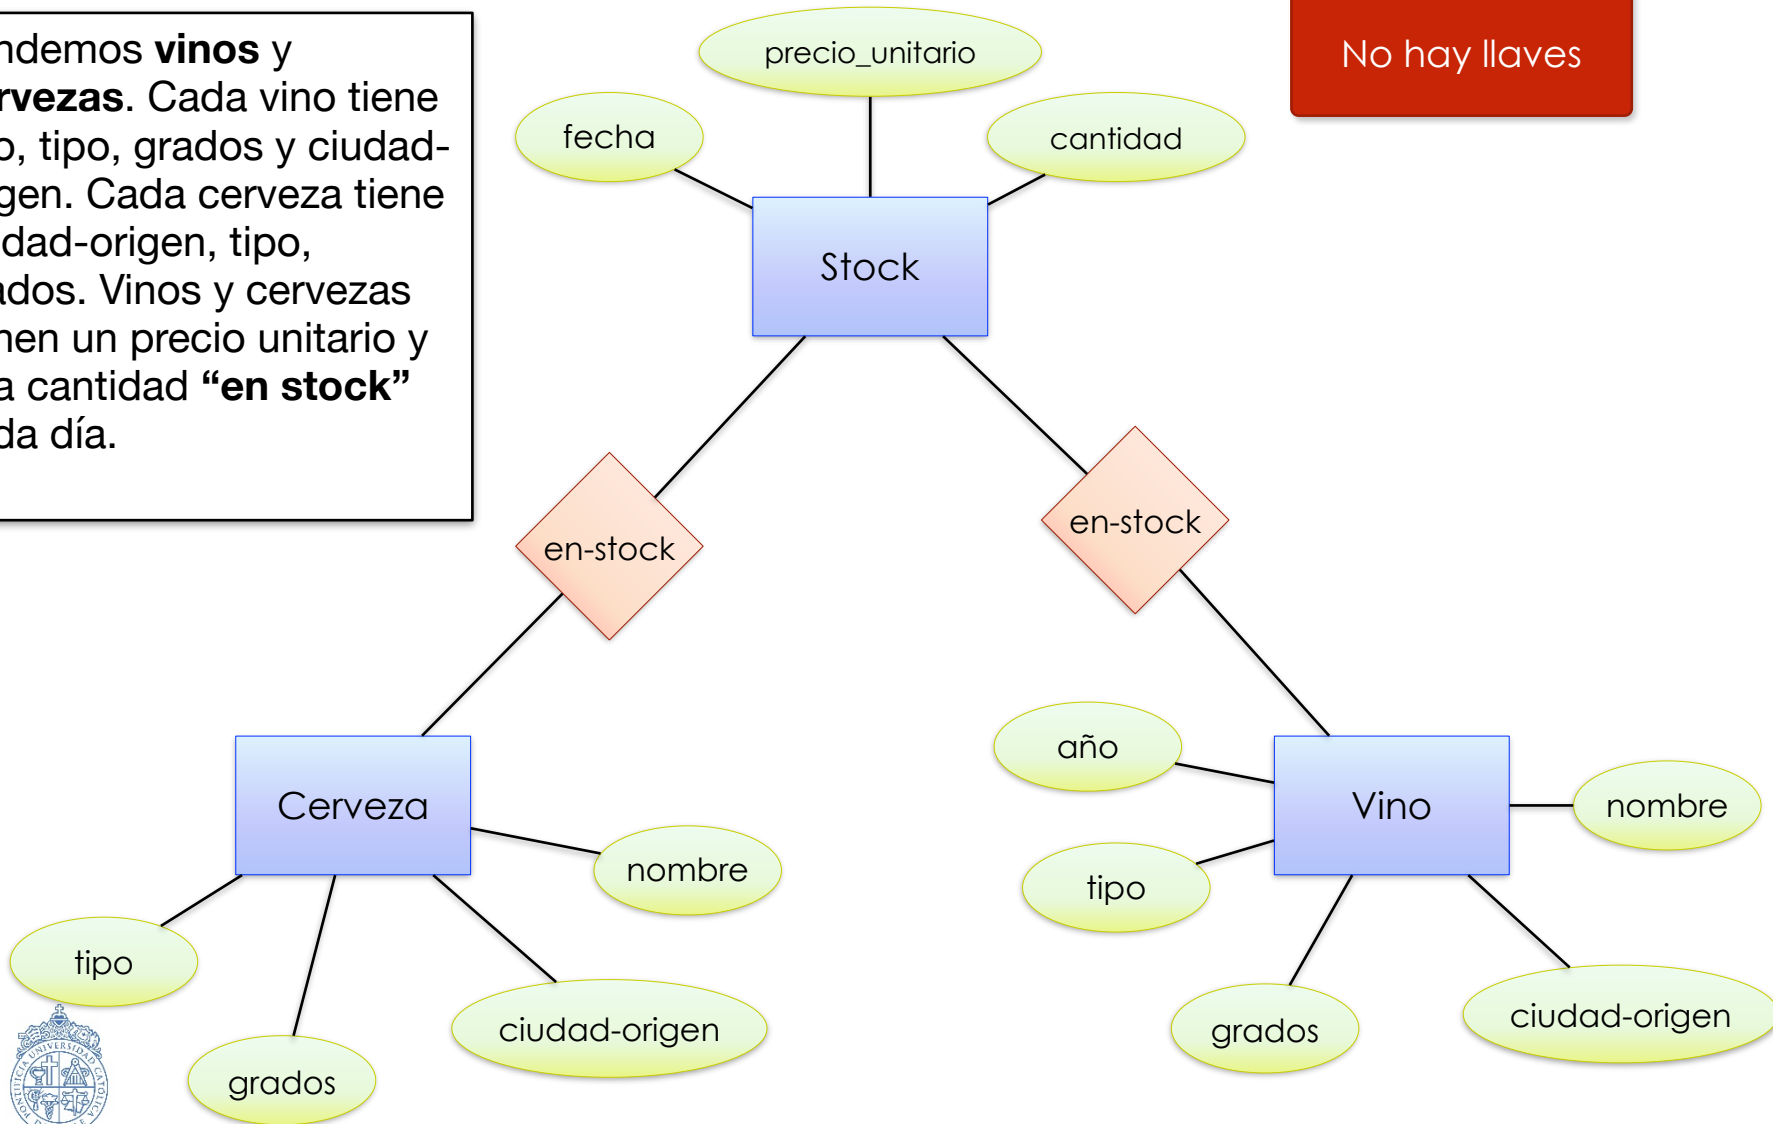 ndemos vinos y
rvezas. Cada vino tiene
o, tipo, grados y ciudad-
gen. Cada cerveza tiene
dad-origen, tipo,
ados. Vinos y cervezas
nen un precio unitario y
a cantidad “en stock”
da día.
No hay llaves
precio_unitario
fecha
cantidad
Stock
en-stock
en-stock
Cerveza
nombre
tipo
grados
ciudad-origen
Vino
año
nombre
tipo
grados
ciudad-origen